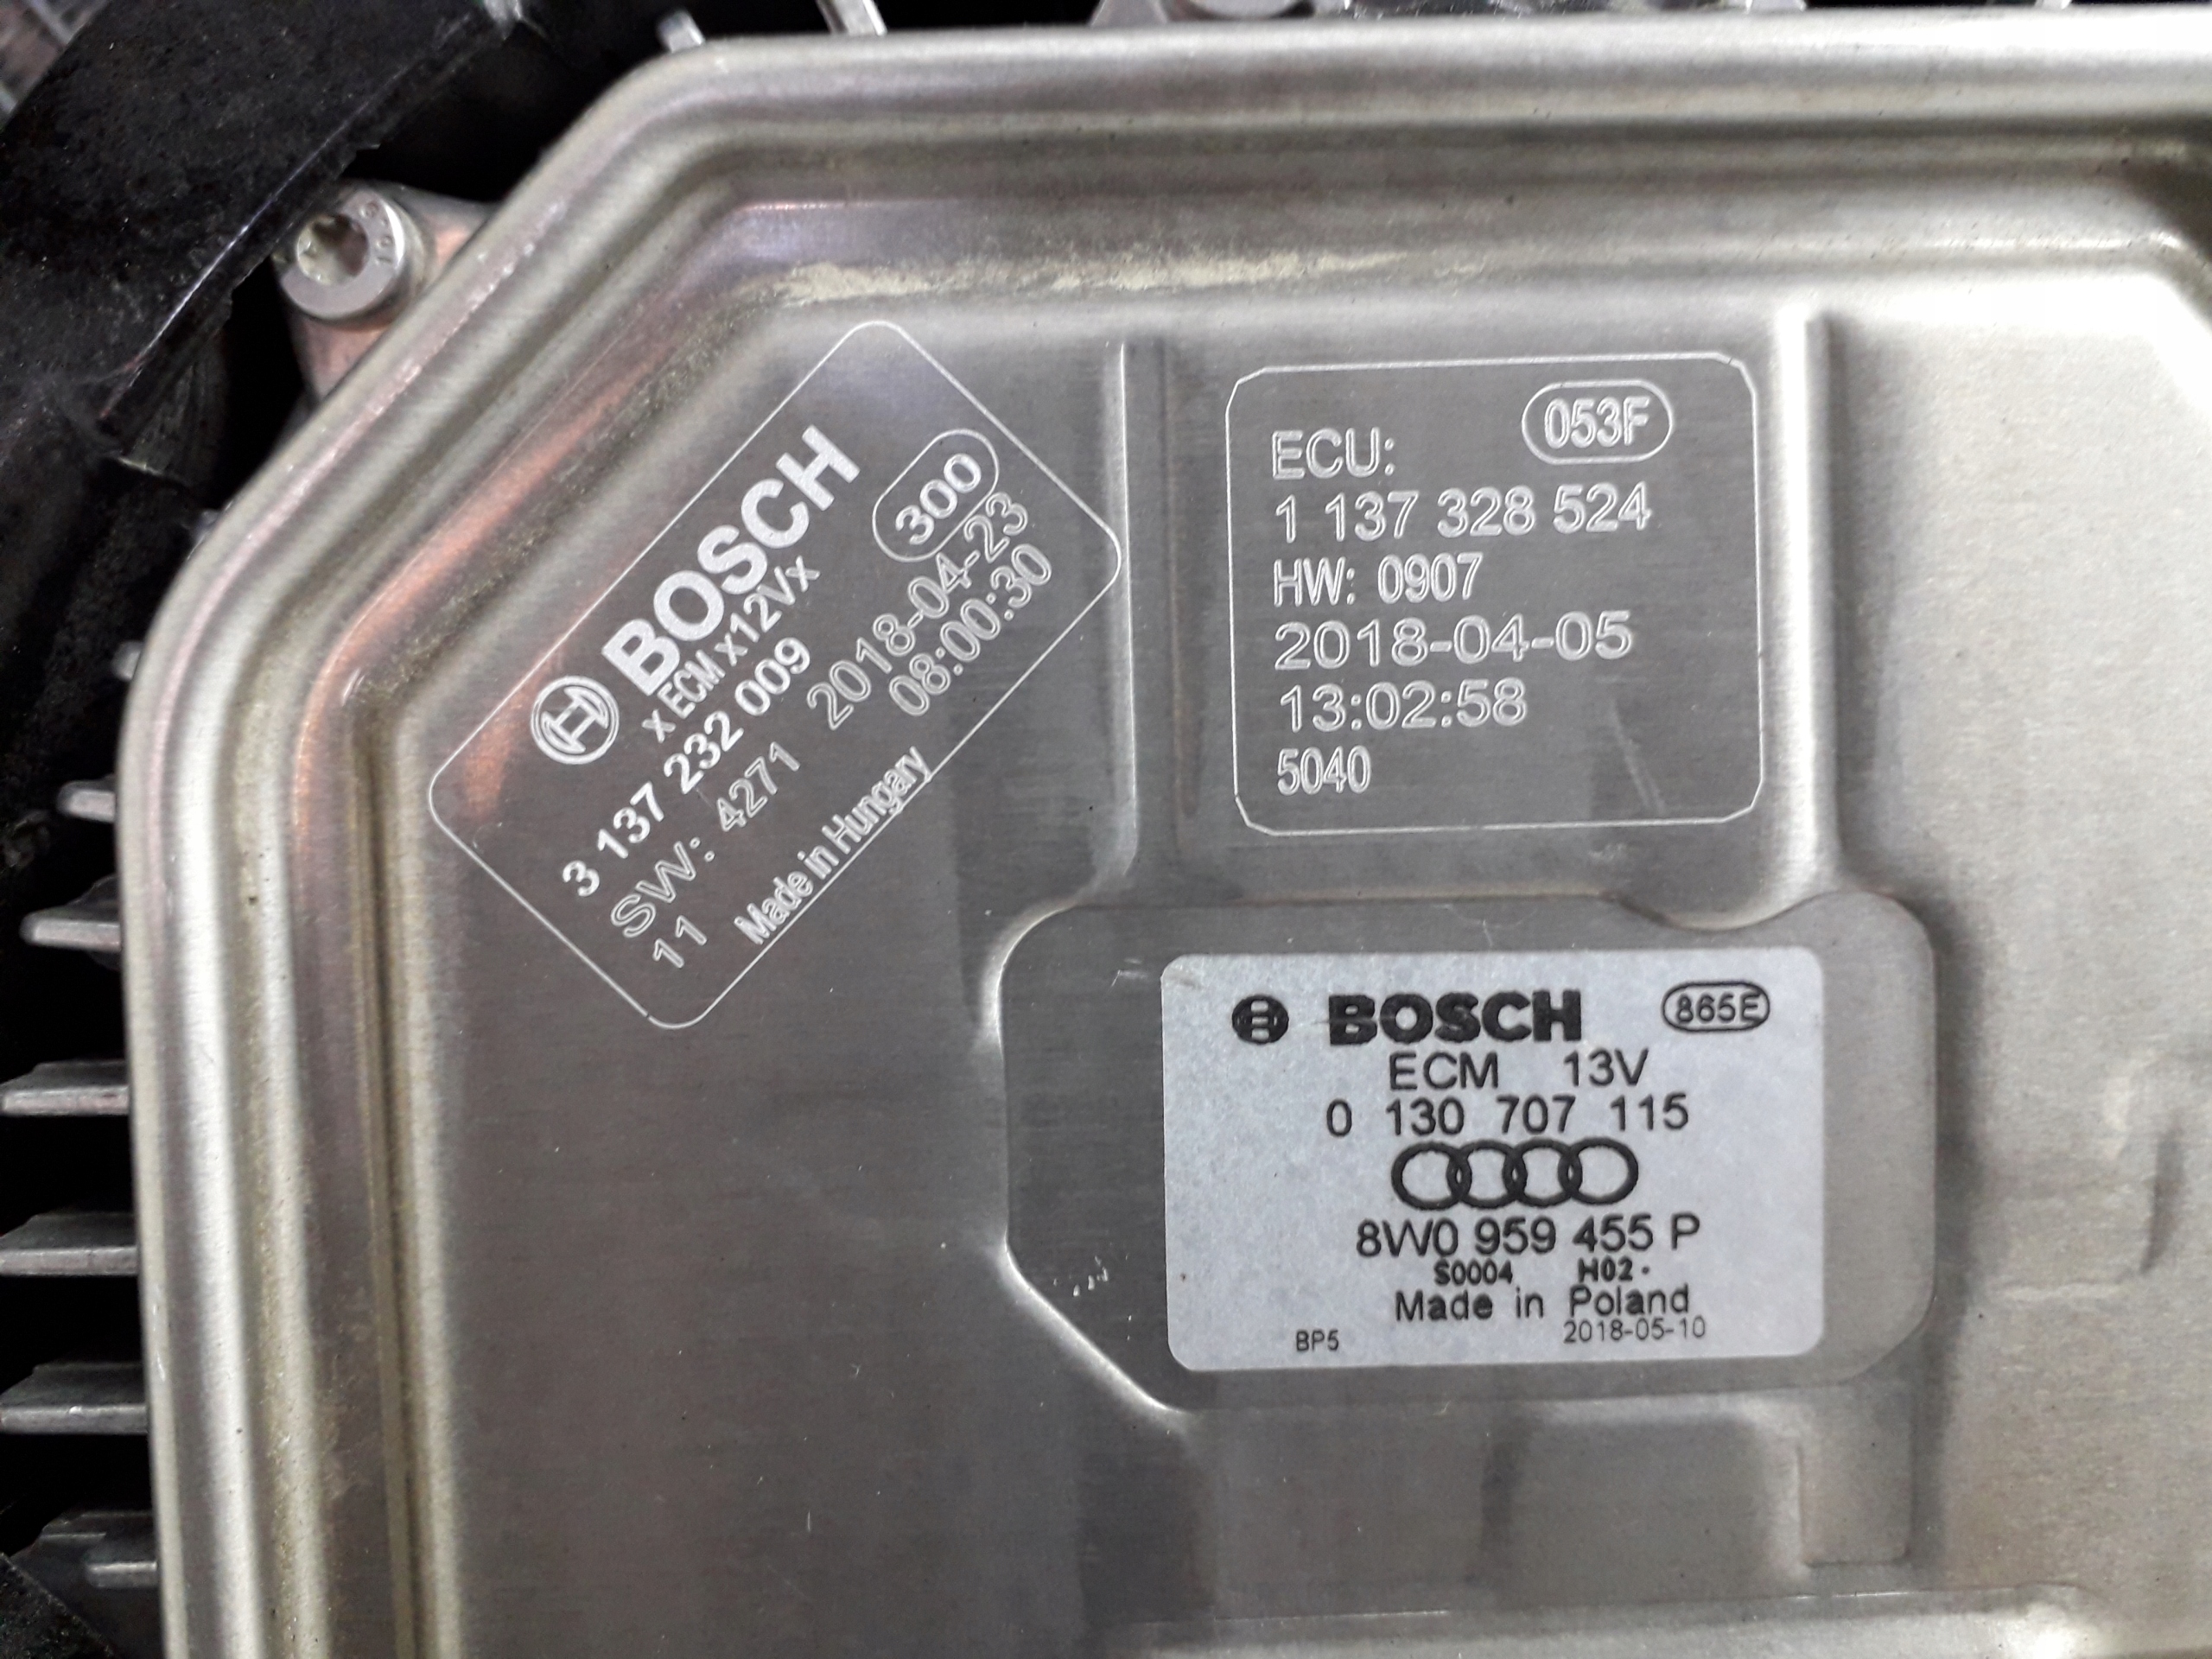 BOSCH
300
x ECM x12Vx
3 137 232 009
SW: 4271 2018-04-23
11 08:00:30
Made in Hungary
053F
ECU:
1 137 328 524
HW: 0907
2018-04-05
13:02:58
5040
BOSCH 865E
ECM 13V
0 130 707 115
8W0 959 455 P
S0004 H02
Made in Poland
BP5 2018-05-10